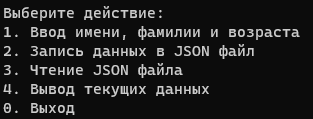 Выберите действие:
1. Ввод имени, фамилии и возраста
2. Запись данных в JSON файл
3. Чтение JSON файла
4. Вывод текущих данных
0. Выход